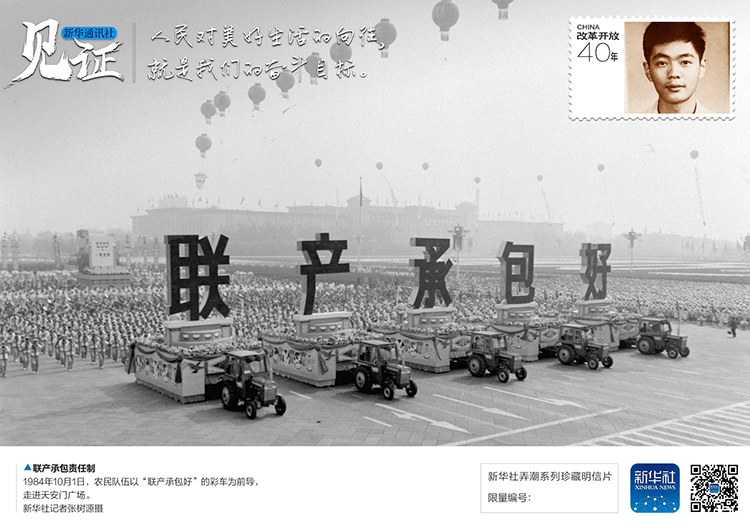 新华通讯社
见证
人民对美好生活的向往,
就是我们的奋斗目标。
CHINA
改革开放
40年
联产承包好
▲联产承包责任制
1984年10月1日，农民队伍以“联产承包好”的彩车为前导，
走进天安门广场。
新华社记者张树源摄
新华社弄潮系列珍藏明信片
限量编号：
新华社
XINHUA NEWS